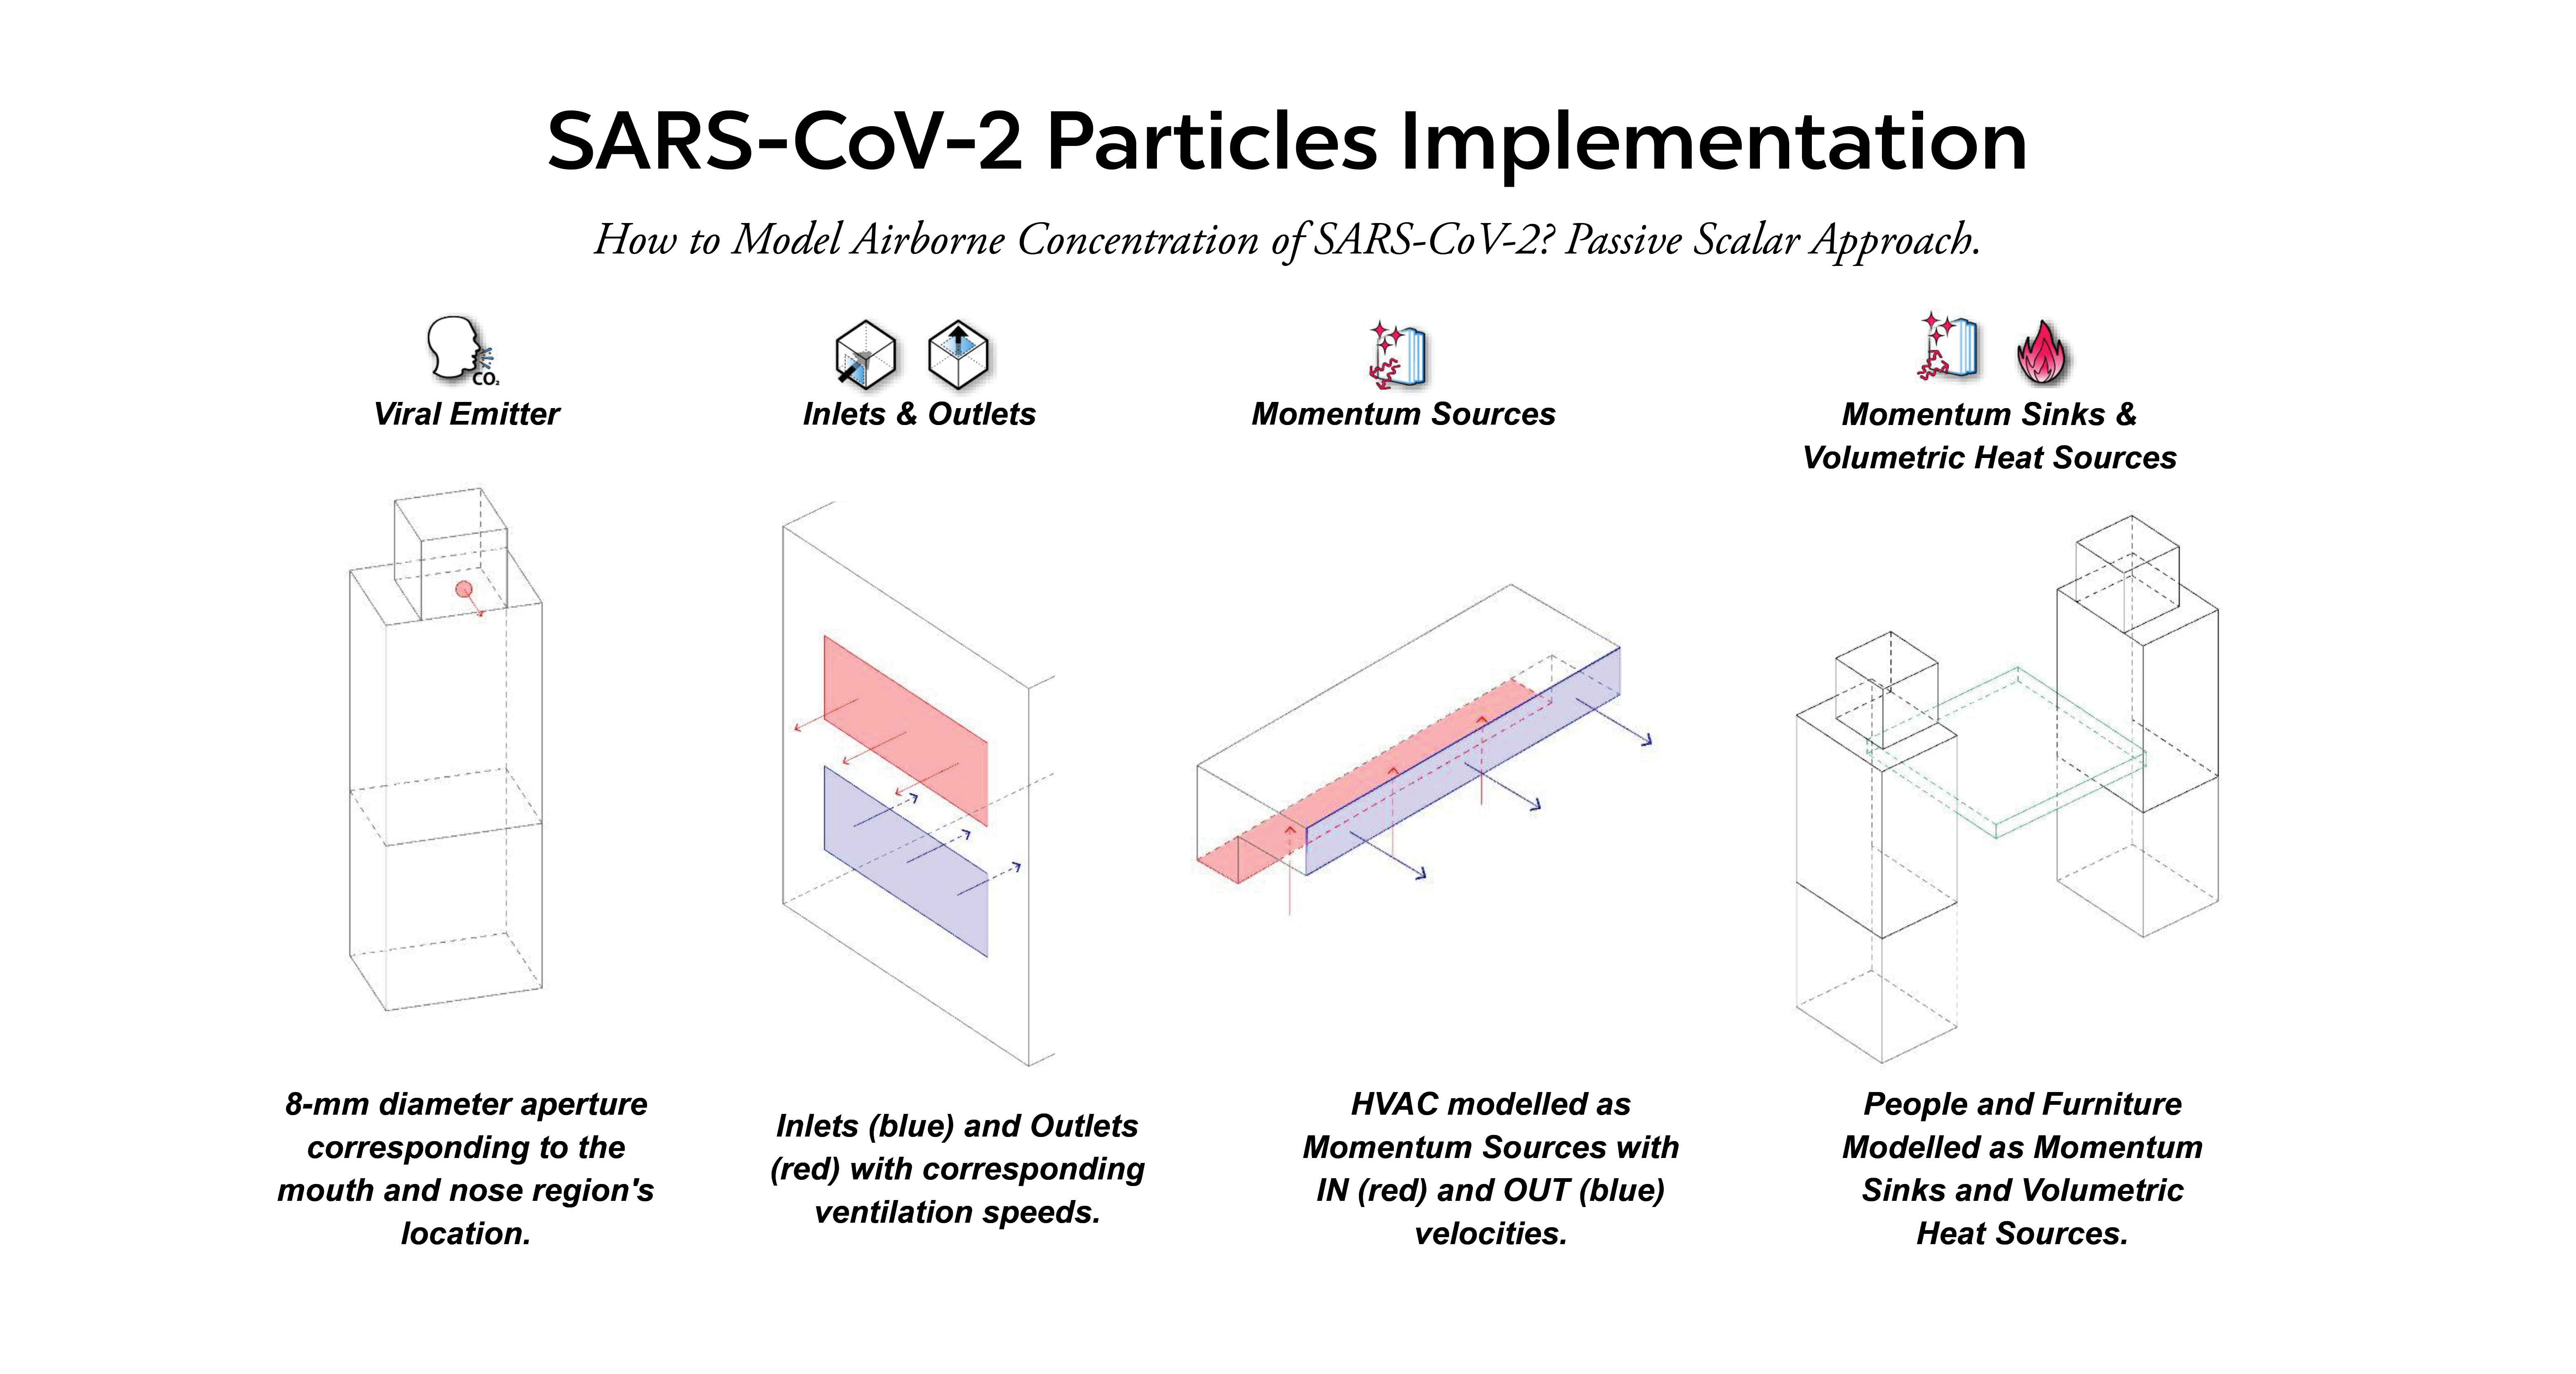 SARS-CoV-2 Particles Implementation
How to Model Airborne Concentration of SARS-CoV-2? Passive Scalar Approach.
CO₂
Viral Emitter
Inlets & Outlets
Momentum Sources
Momentum Sinks &
Volumetric Heat Sources
8-mm diameter aperture
corresponding to the
mouth and nose region's
location.
Inlets (blue) and Outlets
(red) with corresponding
ventilation speeds.
HVAC modelled as
Momentum Sources with
IN (red) and OUT (blue)
velocities.
People and Furniture
Modelled as Momentum
Sinks and Volumetric
Heat Sources.